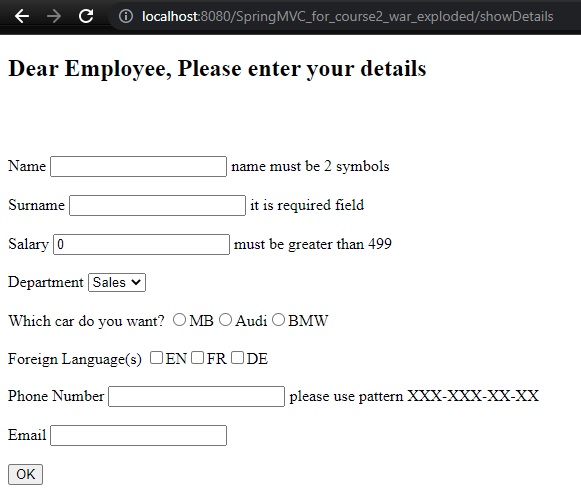 localhost:8080/SpringMVC_for_course2_war_exploded/showDetails
Dear Employee, Please enter your details
Name name must be 2 symbols
Surname it is required field
Salary 0 must be greater than 499
Department Sales
Which car do you want? MB Audi BMW
Foreign Language(s) EN FR DE
Phone Number please use pattern XXX-XXX-XX-XX
Email
OK